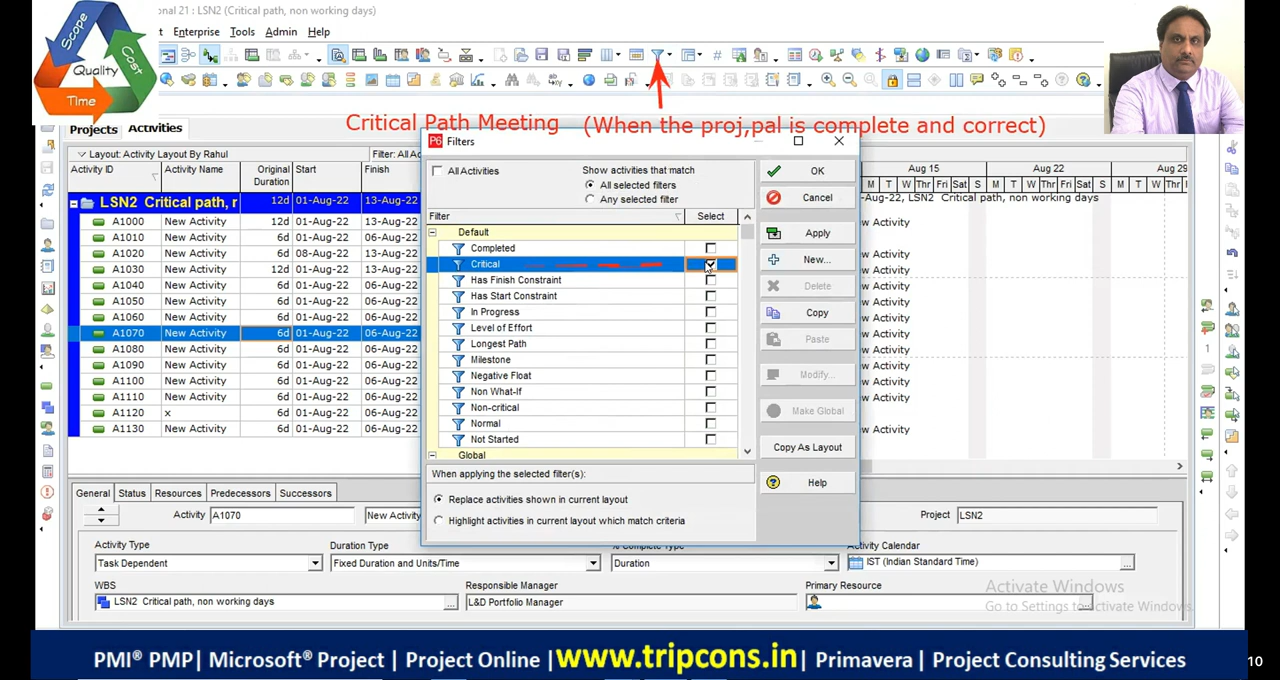 onal 21 : LSN2 (Critical path, non working days)
t Enterprise Tools Admin Help
Scope
Cost
Quality
Time
Critical Path Meeting (When the proj,pal is complete and correct)
Projects Activities
Layout: Activity Layout By Rahul Filter: All Ac
Activity ID Activity Name Original Duration Start Finish
LSN2 Critical path, r 12d 01-Aug-22 13-Aug-22
A1000 New Activity 12d 01-Aug-22 13-Aug-22
A1010 New Activity 6d 01-Aug-22 06-Aug-22
A1020 New Activity 6d 08-Aug-22 13-Aug-22
A1030 New Activity 12d 01-Aug-22 13-Aug-22
A1040 New Activity 6d 01-Aug-22 06-Aug-22
A1050 New Activity 6d 01-Aug-22 06-Aug-22
A1060 New Activity 6d 01-Aug-22 06-Aug-22
A1070 New Activity 6d 01-Aug-22 06-Aug-22
A1080 New Activity 6d 01-Aug-22 06-Aug-22
A1090 New Activity 6d 01-Aug-22 06-Aug-22
A1100 New Activity 6d 01-Aug-22 06-Aug-22
A1110 New Activity 6d 01-Aug-22 06-Aug-22
A1120 x 6d 01-Aug-22 06-Aug-22
A1130 New Activity 6d 01-Aug-22 06-Aug-22
P6 Filters
All Activities
Show activities that match
All selected filters
Any selected filter
Filter Select
Default
Completed
Critical
Has Finish Constraint
Has Start Constraint
In Progress
Level of Effort
Longest Path
Milestone
Negative Float
Non What-If
Non-critical
Normal
Not Started
Global
When applying the selected filter(s):
Replace activities shown in current layout
Highlight activities in current layout which match criteria
OK
Cancel
Apply
New...
Delete
Copy
Paste
Modify...
Make Global
Copy As Layout
Help
Aug 15 Aug 22 Aug 29
M T W Thr Fri Sat S M T W Thr Fri Sat S M T
-Aug-22, LSN2 Critical path, non working days
w Activity
w Activity
w Activity
w Activity
w Activity
w Activity
w Activity
w Activity
w Activity
w Activity
General Status Resources Predecessors Successors
Activity A1070 New Activity Project LSN2
Activity Type Duration Type % Complete Type Activity Calendar
Task Dependent Fixed Duration and Units/Time Duration IST (Indian Standard Time)
WBS Responsible Manager Primary Resource
LSN2 Critical path, non working days L&D Portfolio Manager
Activate Windows
Go to Settings to activate Windows.
PMI® PMP| Microsoft® Project | Project Online |www.tripcons.in| Primavera | Project Consulting Services
10